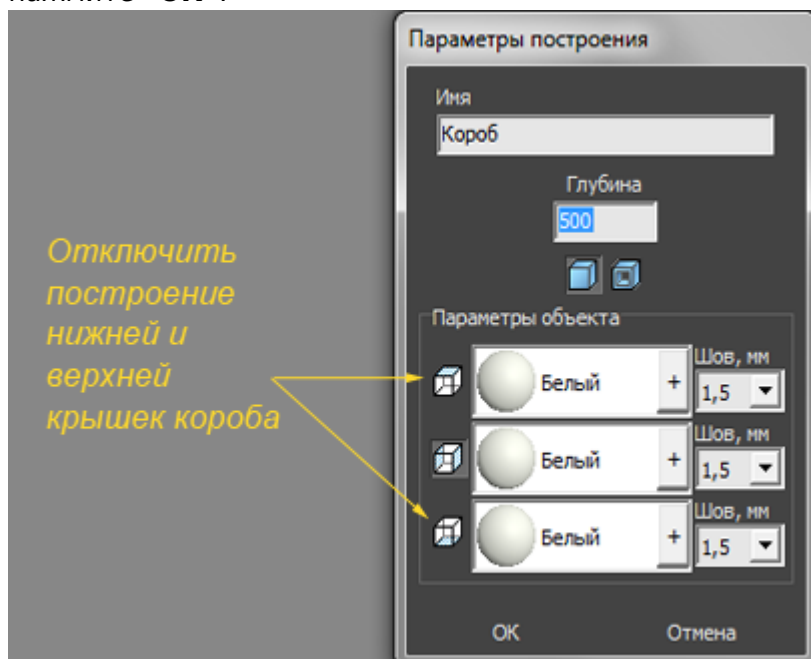 Параметры построения
Имя
Короб
Глубина
500
Отключить
построение
нижней и
верхней
крышек короба
Параметры объекта
Белый
+
Шов, мм
1,5
Белый
+
Шов, мм
1,5
Белый
+
Шов, мм
1,5
ОК
Отмена